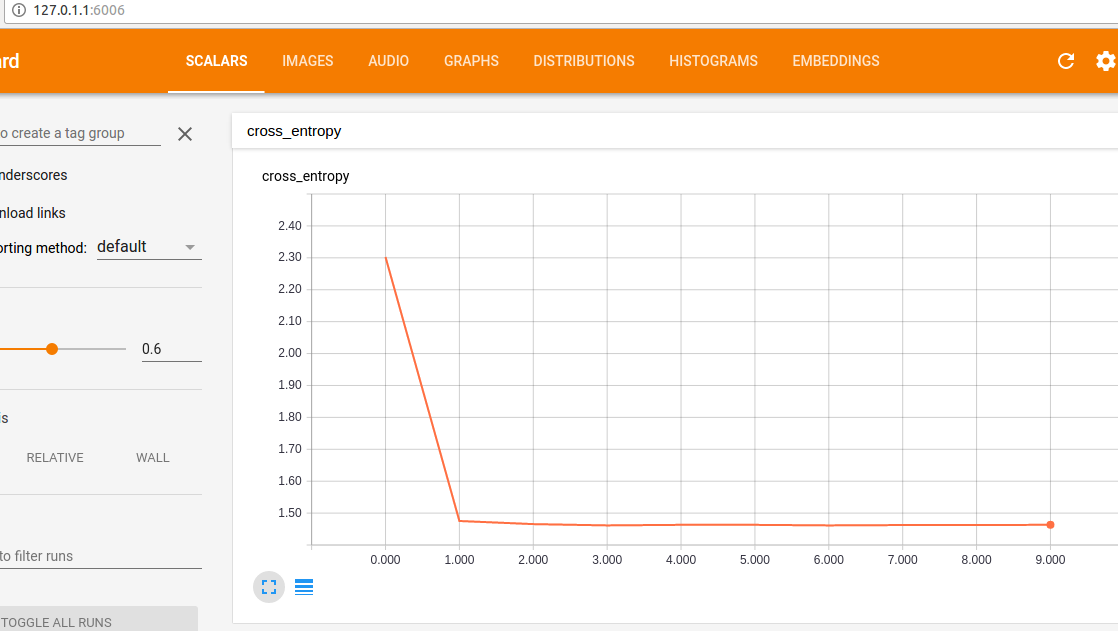 127.0.1.1:6006
rd SCALARS IMAGES AUDIO GRAPHS DISTRIBUTIONS HISTOGRAMS EMBEDDINGS
o create a tag group
nderscores
nload links
orting method: default
0.6
is
RELATIVE WALL
to filter runs
TOGGLE ALL RUNS
cross_entropy
cross_entropy
2.40
2.30
2.20
2.10
2.00
1.90
1.80
1.70
1.60
1.50
0.000 1.000 2.000 3.000 4.000 5.000 6.000 7.000 8.000 9.000